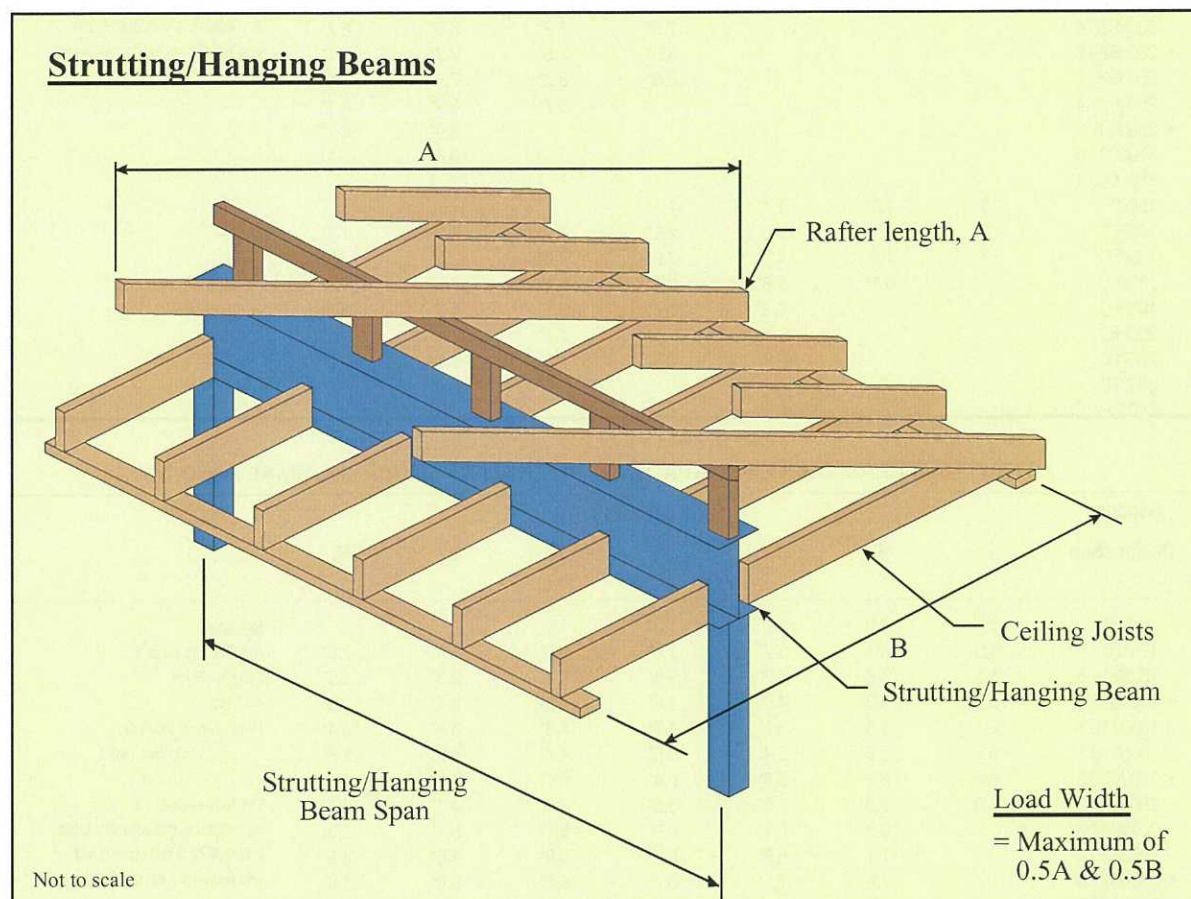 Strutting/Hanging Beams
A
Rafter length, A
Ceiling Joists
B
Strutting/Hanging Beam
Strutting/Hanging
Beam Span
Load Width
= Maximum of
0.5A & 0.5B
Not to scale